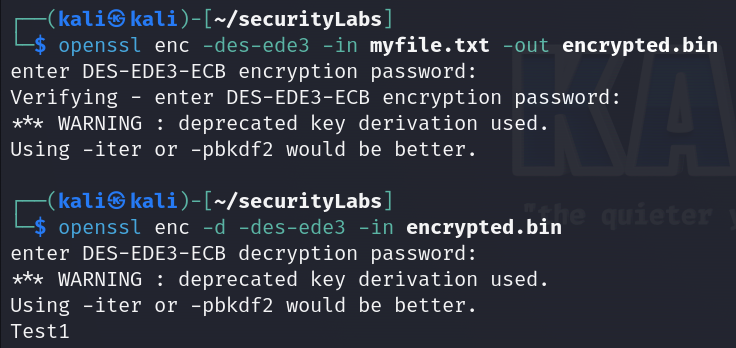 ┌──(kali㉿kali)-[~/securityLabs]
└─$ openssl enc -des-ede3 -in myfile.txt -out encrypted.bin
enter DES-EDE3-ECB encryption password:
Verifying - enter DES-EDE3-ECB encryption password:
*** WARNING : deprecated key derivation used.
Using -iter or -pbkdf2 would be better.
┌──(kali㉿kali)-[~/securityLabs]
└─$ openssl enc -d -des-ede3 -in encrypted.bin
enter DES-EDE3-ECB decryption password:
*** WARNING : deprecated key derivation used.
Using -iter or -pbkdf2 would be better.
Test1
KA
"the quieter y